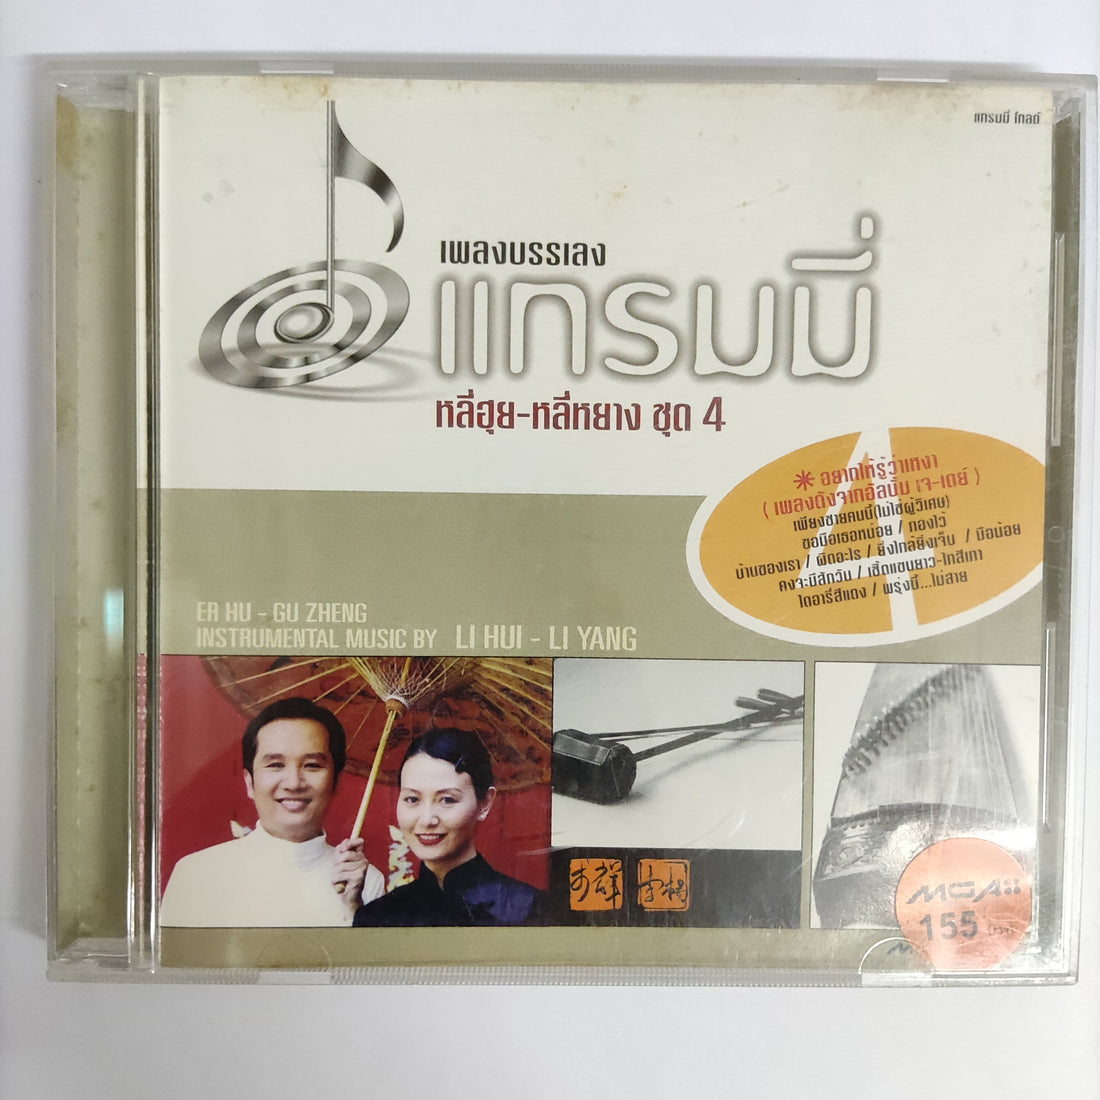 แกรมมี่ โกลด์
เพลงบรรเลง
แกรมมี่
หลี่ฮุย-หลี่หยาง ชุด 4
4
* อยากให้รู้ว่าเหงา
( เพลงดังจากอัลบั้ม เจ-เดย์ )
เพียงชายคนนี้(ไม่ใช่ผู้วิเศษ)
ขอมือเธอหน่อย / กองไว้
บ้านของเรา / ผิดอะไร / ยิ่งใกล้ยิ่งเจ็บ / มือน้อย
คงจะมีสักวัน / เสื้อแขนยาว-ไกสีเทา
ไดอารี่สีแดง / พรุ่งนี้...ไม่สาย
ER HU - GU ZHENG
INSTRUMENTAL MUSIC BY LI HUI - LI YANG
MGA
155 บาท